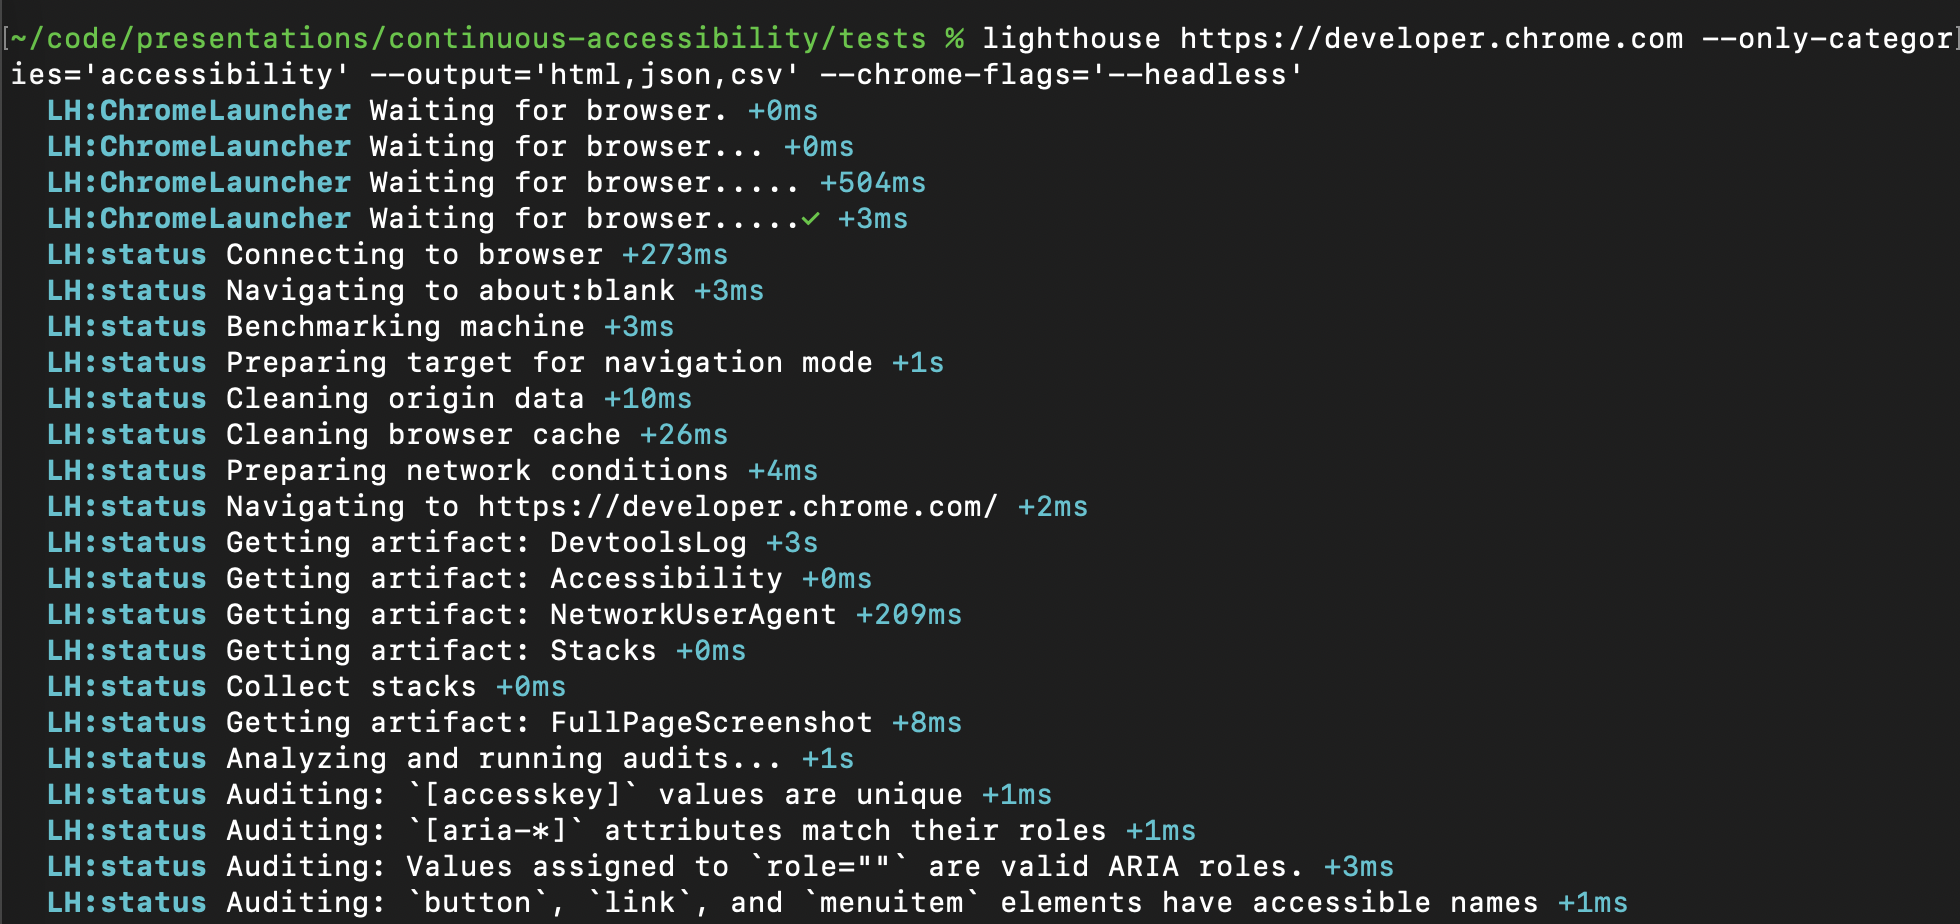 [~/code/presentations/continuous-accessibility/tests % lighthouse https://developer.chrome.com --only-categor]
ies='accessibility' --output='html,json,csv' --chrome-flags='--headless'
LH:ChromeLauncher Waiting for browser. +0ms
LH:ChromeLauncher Waiting for browser... +0ms
LH:ChromeLauncher Waiting for browser..... +504ms
LH:ChromeLauncher Waiting for browser.....✓ +3ms
LH:status Connecting to browser +273ms
LH:status Navigating to about:blank +3ms
LH:status Benchmarking machine +3ms
LH:status Preparing target for navigation mode +1s
LH:status Cleaning origin data +10ms
LH:status Cleaning browser cache +26ms
LH:status Preparing network conditions +4ms
LH:status Navigating to https://developer.chrome.com/ +2ms
LH:status Getting artifact: DevtoolsLog +3s
LH:status Getting artifact: Accessibility +0ms
LH:status Getting artifact: NetworkUserAgent +209ms
LH:status Getting artifact: Stacks +0ms
LH:status Collect stacks +0ms
LH:status Getting artifact: FullPageScreenshot +8ms
LH:status Analyzing and running audits... +1s
LH:status Auditing: `[accesskey]` values are unique +1ms
LH:status Auditing: `[aria-*]` attributes match their roles +1ms
LH:status Auditing: Values assigned to `role=""` are valid ARIA roles. +3ms
LH:status Auditing: `button`, `link`, and `menuitem` elements have accessible names +1ms